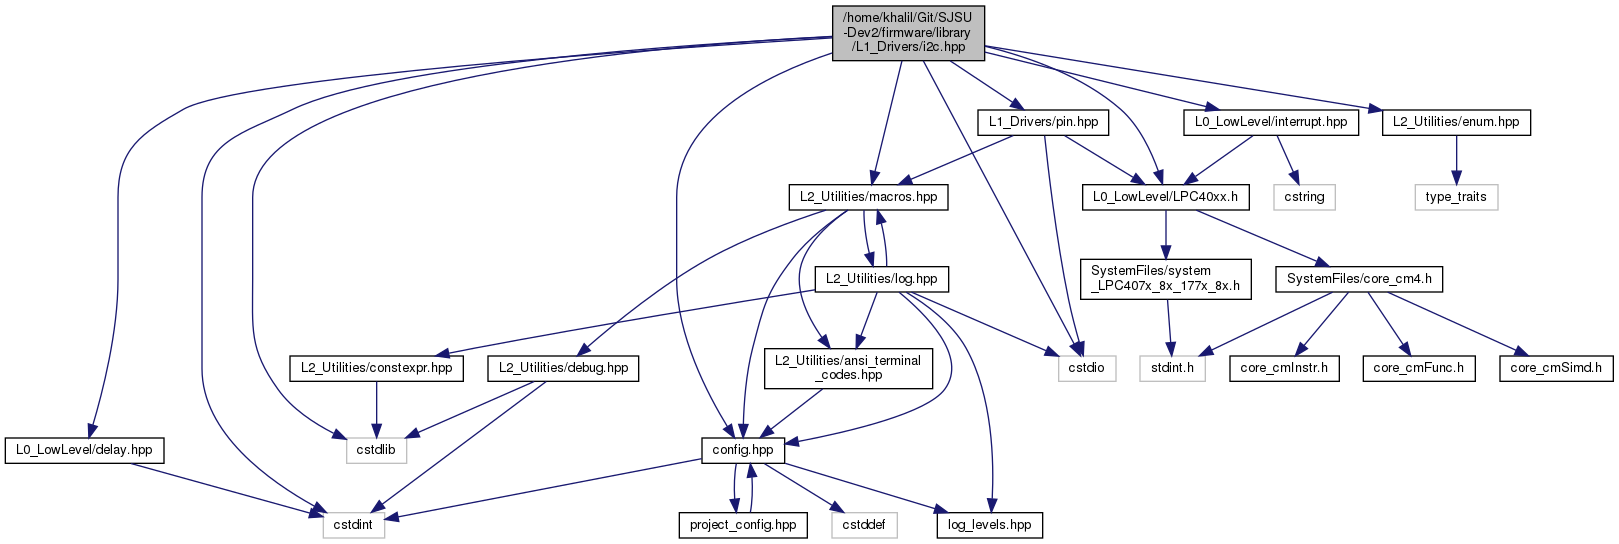 /home/khalil/Git/SJSU
-Dev2/firmware/library
/L1_Drivers/i2c.hpp
L1_Drivers/pin.hpp
L0_LowLevel/interrupt.hpp
L2_Utilities/enum.hpp
L2_Utilities/macros.hpp
L0_LowLevel/LPC40xx.h
cstring
type_traits
L2_Utilities/log.hpp
SystemFiles/system
_LPC407x_8x_177x_8x.h
SystemFiles/core_cm4.h
L2_Utilities/constexpr.hpp
L2_Utilities/debug.hpp
L2_Utilities/ansi_terminal
_codes.hpp
cstdio
stdint.h
core_cmInstr.h
core_cmFunc.h
core_cmSimd.h
L0_LowLevel/delay.hpp
cstdlib
config.hpp
cstdint
project_config.hpp
cstddef
log_levels.hpp